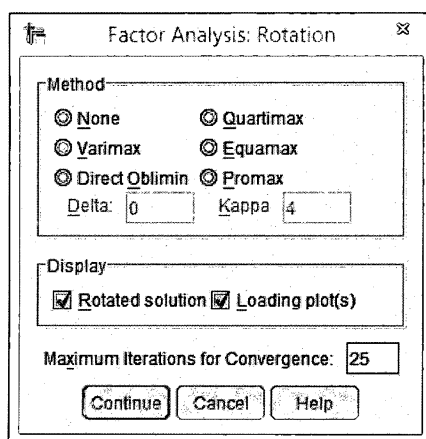 Factor Analysis: Rotation
Method
None
Quartimax
Varimax
Equamax
Direct Oblimin
Promax
Delta: 0
Kappa 4
Display
Rotated solution
Loading plot(s)
Maximum Iterations for Convergence: 25
Continue
Cancel
Help